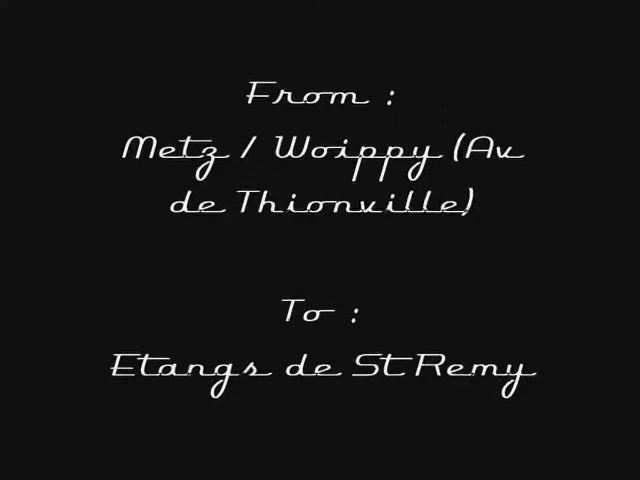 From :
Metz / Woippy (Av
de Thionville)
To :
Etangs de St Remy